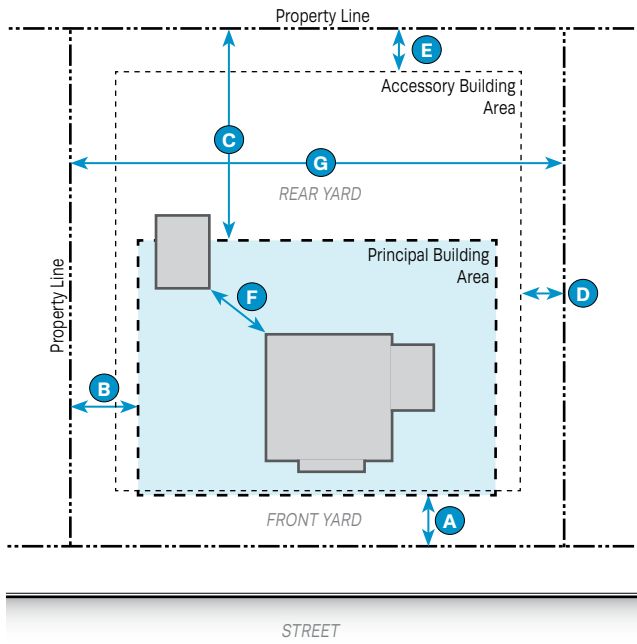 Property Line
E
Accessory Building
Area
C
G
REAR YARD
Principal Building
Area
Property Line
F
D
B
FRONT YARD
A
STREET